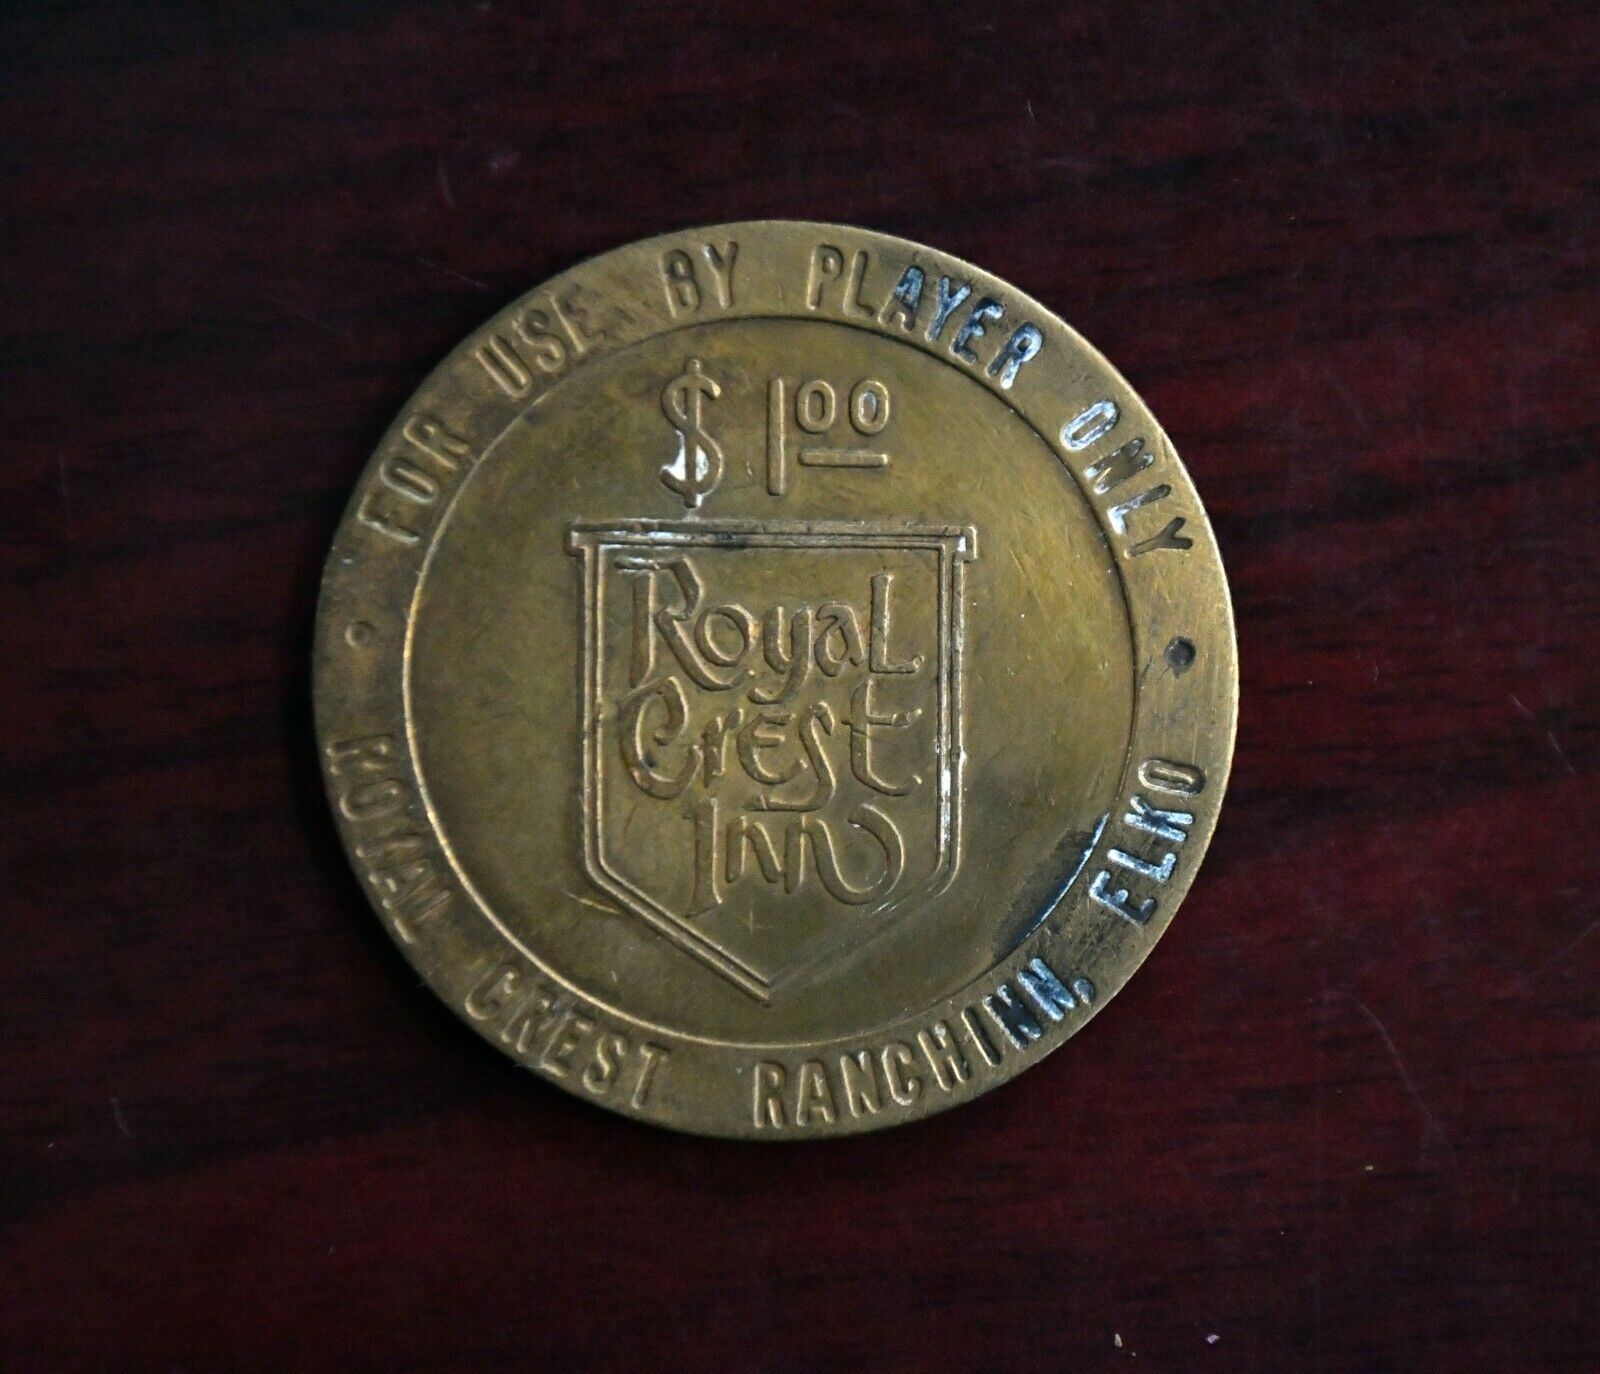 FOR USE BY PLAYER ONLY
$ 1.00
Royal
Crest
Inn
ROYAL CREST RANCHINN, ELKO